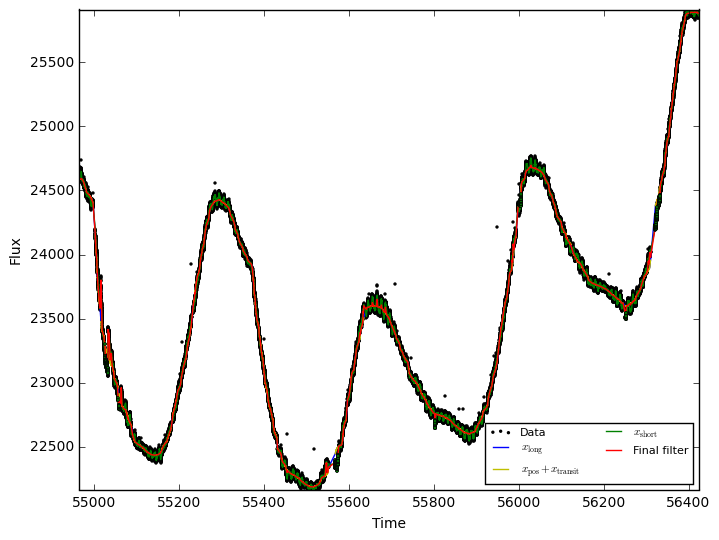 25500
25000
24500
24000
23500
23000
22500
Flux
55000 55200 55400 55600 55800 56000 56200 56400
Time
Data
x_long
x_pos + x_transit
x_short
Final filter